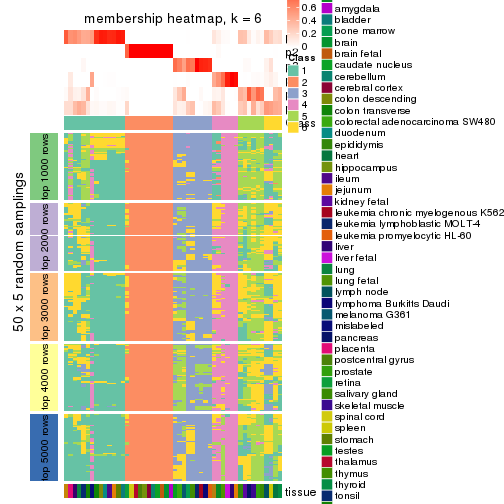 membership heatmap, k = 6
50 x 5 random samplings
top 1000 rows
top 2000 rows
top 3000 rows
top 4000 rows
top 5000 rows
0.6
0.4
0.2
0
Class
1
2
3
4
5
tissue
amygdala
bladder
bone marrow
brain
brain fetal
caudate nucleus
cerebellum
cerebral cortex
colon descending
colon transverse
colorectal adenocarcinoma SW480
duodenum
epididymis
heart
hippocampus
ileum
jejunum
kidney fetal
leukemia chronic myelogenous K562
leukemia lymphoblastic MOLT-4
leukemia promyelocytic HL-60
liver
liver fetal
lung
lung fetal
lymph node
lymphoma Burkitts Daudi
melanoma G361
mislabeled
pancreas
placenta
postcentral gyrus
prostate
retina
salivary gland
skeletal muscle
spinal cord
spleen
stomach
testes
thalamus
thymus
thyroid
tonsil